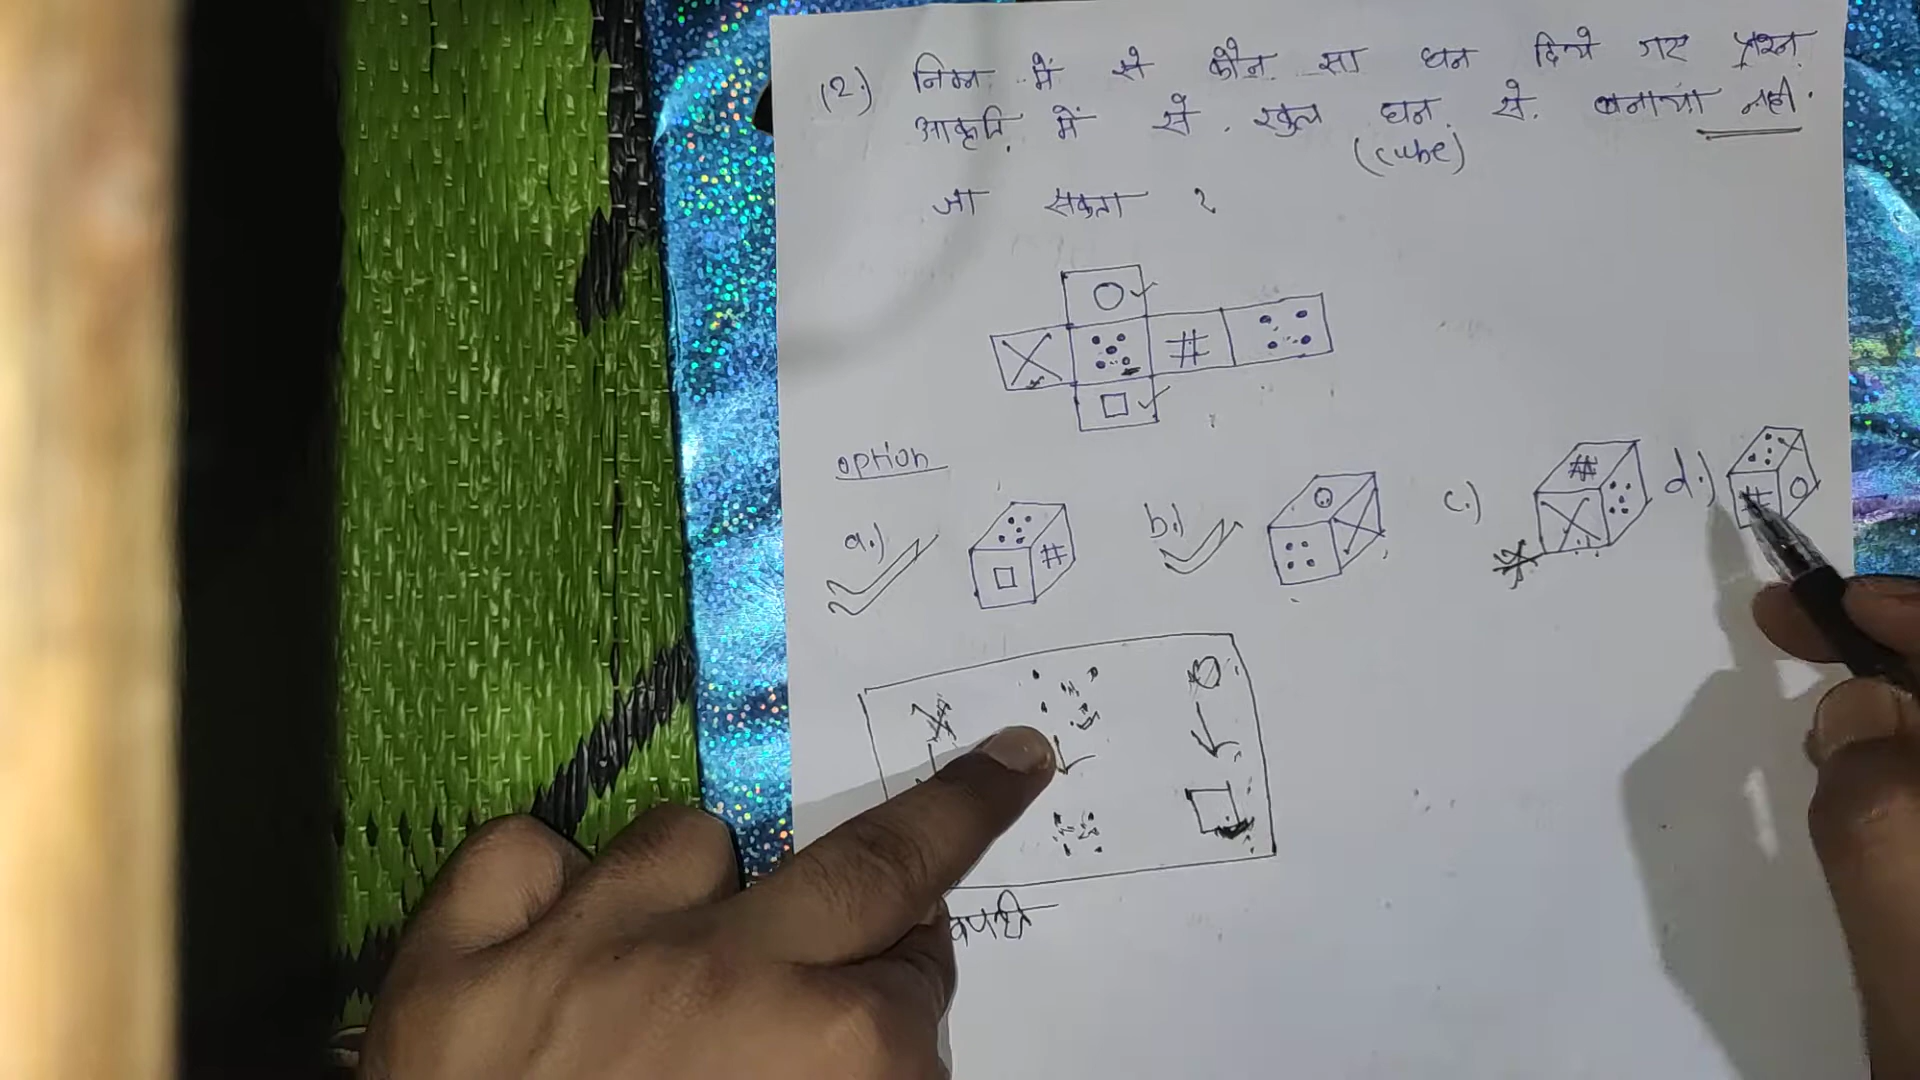 (2.) निम्न में से कौन सा घन दिये गए प्रश्न
आकृति में से खुल घन से बनाया नही
(cube)
जा सकता ?
option
a.)
b.)
c.)
d.)